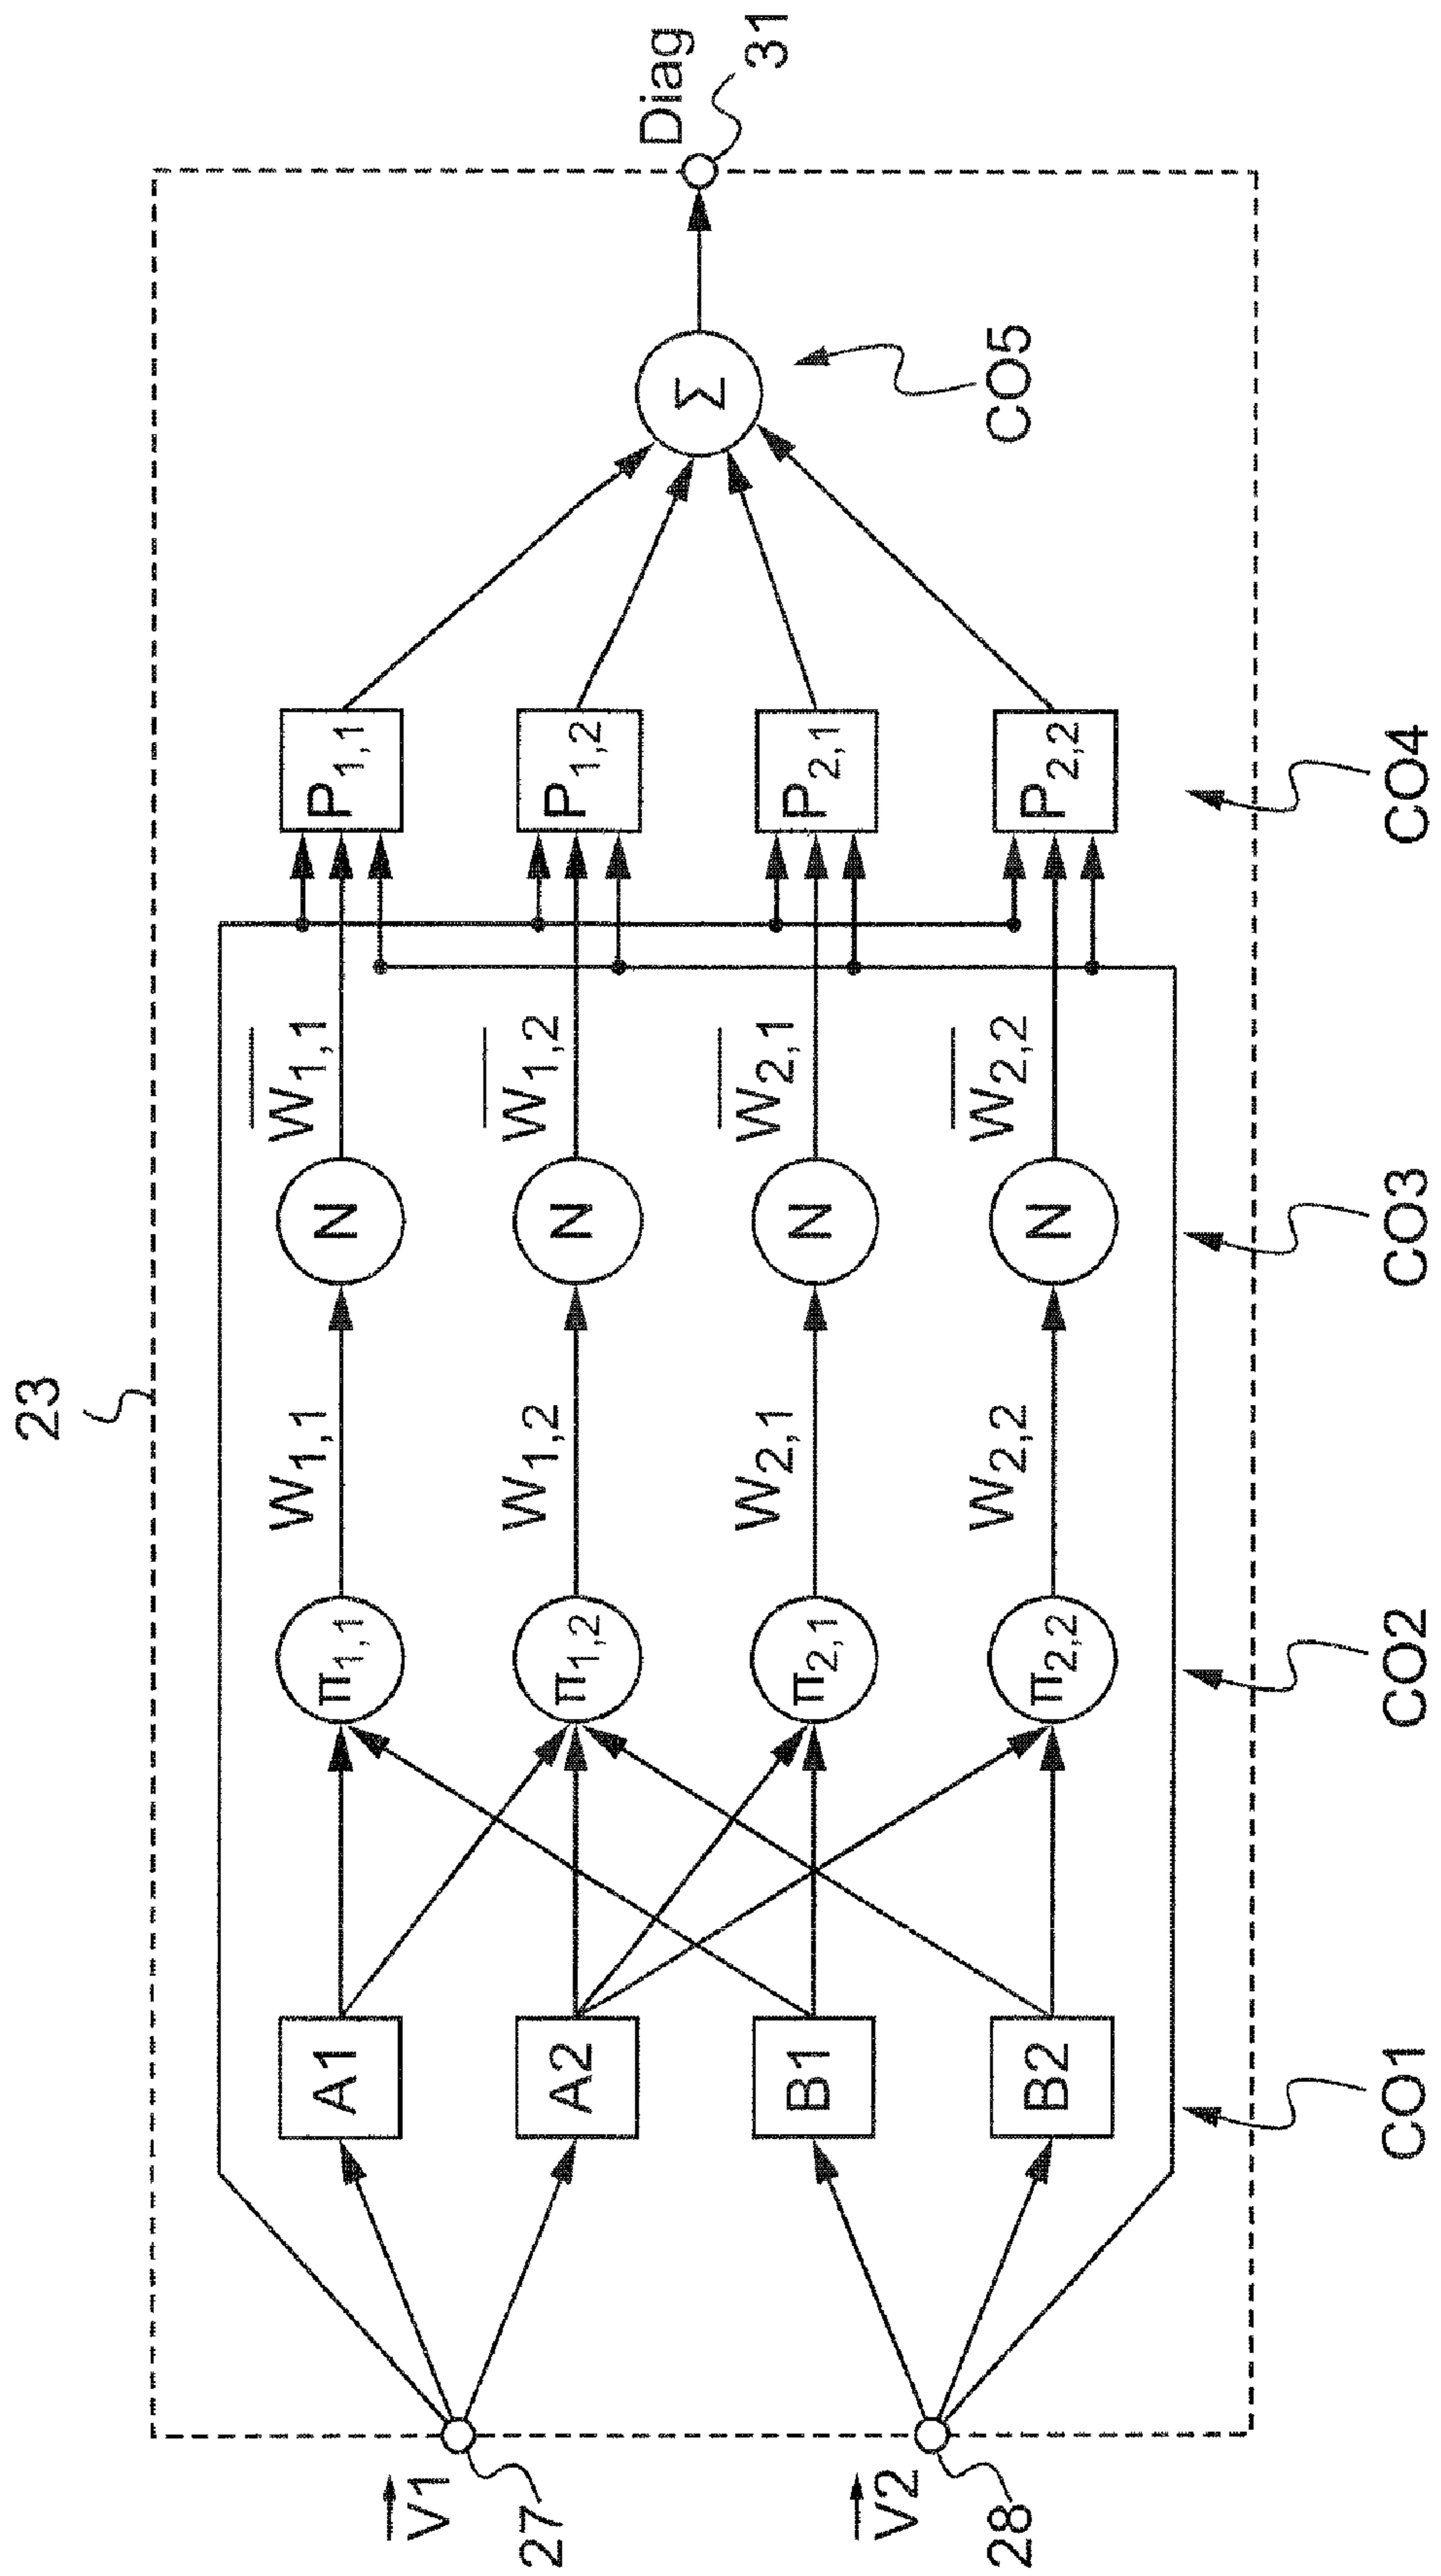 23
V1
27
V2
28
A1
A2
B1
B2
π1,1
π1,2
π2,1
π2,2
W1,1
W1,2
W2,1
W2,2
N
N
N
N
W1,1
W1,2
W2,1
W2,2
P1,1
P1,2
P2,1
P2,2
Σ
Diag
31
CO1
CO2
CO3
CO4
CO5